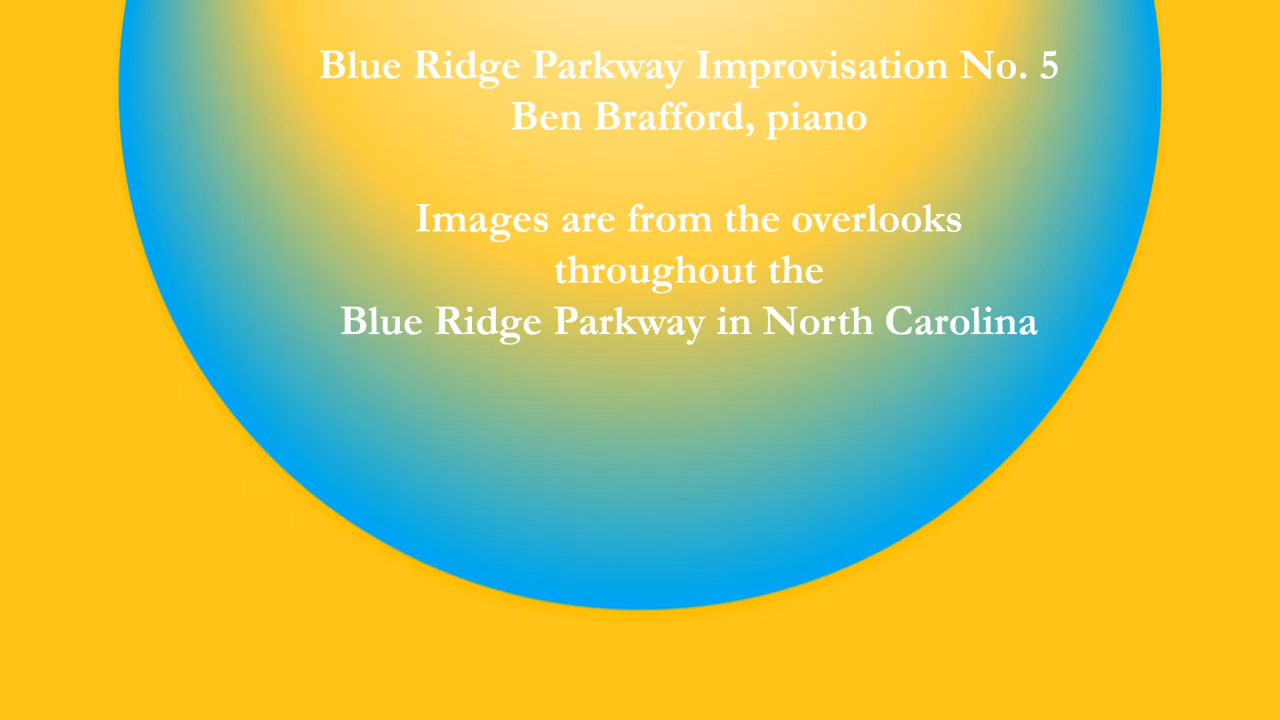 Blue Ridge Parkway Improvisation No. 5
Ben Brafford, piano
Images are from the overlooks
throughout the
Blue Ridge Parkway in North Carolina